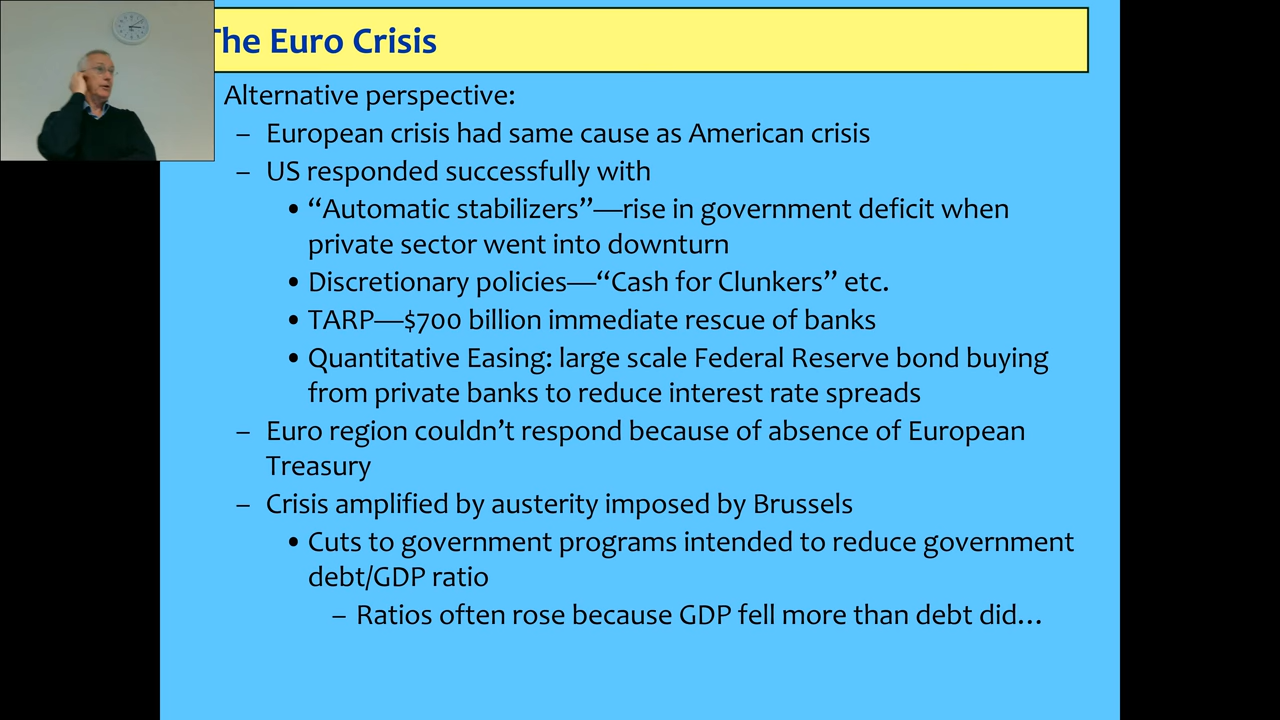 The Euro Crisis
Alternative perspective:
– European crisis had same cause as American crisis
– US responded successfully with
• “Automatic stabilizers”—rise in government deficit when
private sector went into downturn
• Discretionary policies—“Cash for Clunkers” etc.
• TARP—$700 billion immediate rescue of banks
• Quantitative Easing: large scale Federal Reserve bond buying
from private banks to reduce interest rate spreads
– Euro region couldn’t respond because of absence of European
Treasury
– Crisis amplified by austerity imposed by Brussels
• Cuts to government programs intended to reduce government
debt/GDP ratio
– Ratios often rose because GDP fell more than debt did…